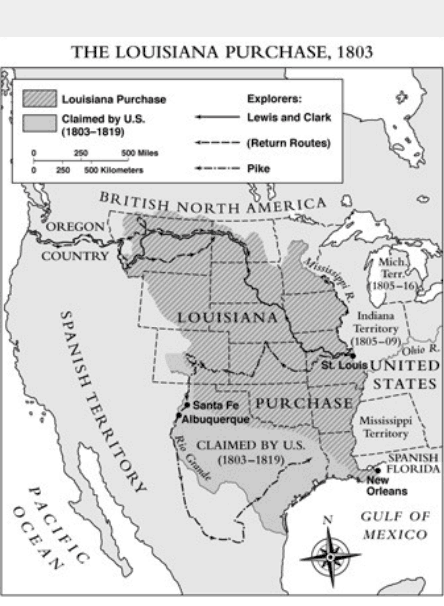 THE LOUISIANA PURCHASE, 1803
Louisiana Purchase
Claimed by U.S.
(1803–1819)
0 250 500 Miles
0 250 500 Kilometers
Explorers:
Lewis and Clark
(Return Routes)
Pike
BRITISH NORTH AMERICA
OREGON
COUNTRY
Mississippi R.
Mich.
Terr.
(1805–16)
LOUISIANA
Indiana
Territory
(1805–09)
Ohio R.
St. Louis
UNITED
STATES
SPANISH TERRITORY
Santa Fe
Albuquerque
PURCHASE
Mississippi
Territory
CLAIMED BY U.S.
(1803–1819)
Rio Grande
SPANISH
FLORIDA
New
Orleans
PACIFIC
OCEAN
N
GULF OF
MEXICO